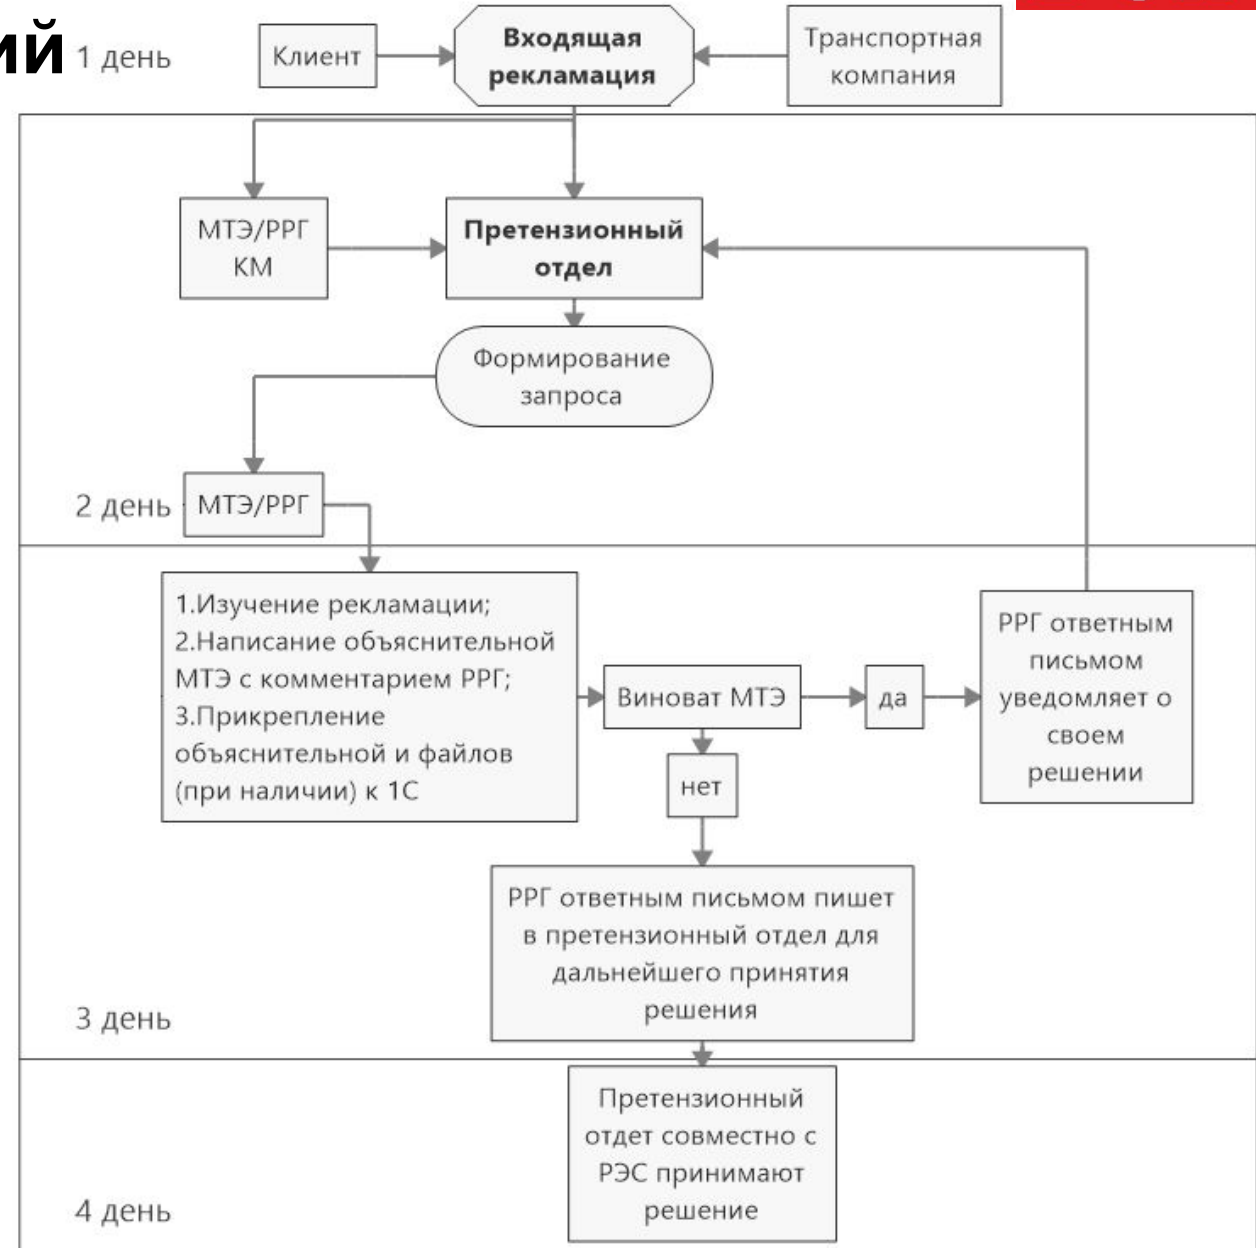 ий
1 день
Клиент
Входящая
рекламация
Транспортная
компания
МТЭ/РРГ
КМ
Претензионный
отдел
Формирование
запроса
2 день
МТЭ/РРГ
1.Изучение рекламации;
2.Написание объяснительной
МТЭ с комментарием РРГ;
3.Прикрепление
объяснительной и файлов
(при наличии) к 1С
Виноват МТЭ
да
РРГ ответным
письмом
уведомляет о
своем
решении
нет
РРГ ответным письмом пишет
в претензионный отдел для
дальнейшего принятия
решения
3 день
Претензионный
отдет совместно с
РЭС принимают
решение
4 день